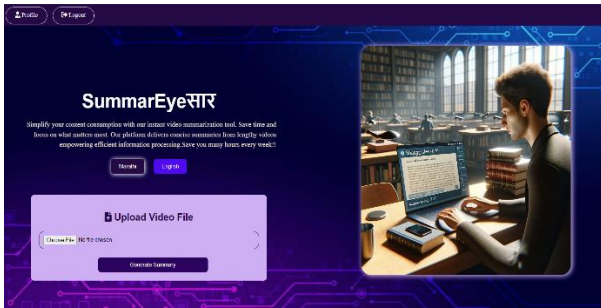 Profile
Logout
SummarEyeसार
Simplify your content consumption with our instant video summarization tool. Save time and
focus on what matters most. Our platform delivers concise summaries from lengthy videos
empowering efficient information processing.Save you many hours every week!!
Marathi
English
Upload Video File
Choose File No file chosen
Generate Summary